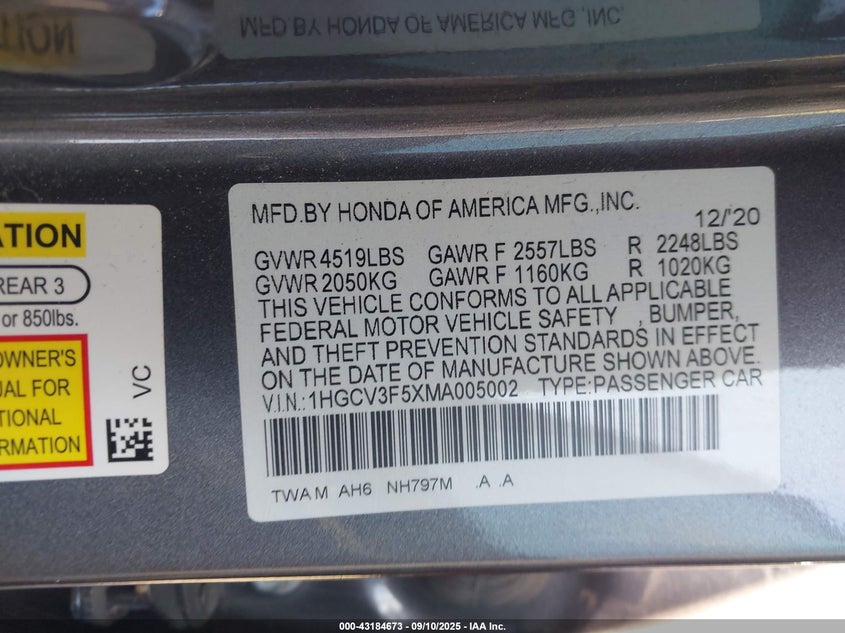 MFD.BY HONDA OF AMERICA MFG.,INC.
TION
MFD.BY HONDA OF AMERICA MFG.,INC.
12/'20
GVWR 4519LBS GAWR F 2557LBS R 2248LBS
GVWR 2050KG GAWR F 1160KG R 1020KG
THIS VEHICLE CONFORMS TO ALL APPLICABLE
FEDERAL MOTOR VEHICLE SAFETY , BUMPER,
AND THEFT PREVENTION STANDARDS IN EFFECT
ON THE DATE OF MANUFACTURE SHOWN ABOVE.
V.I.N.: 1HGCV3F5XMA005002 TYPE:PASSENGER CAR
TWA M AH6 NH797M .A .A
ATION
REAR 3
or 850lbs.
OWNER'S
UAL FOR
TIONAL
ORMATION
VC
000-43184673 - 09/10/2025 - IAA Inc.